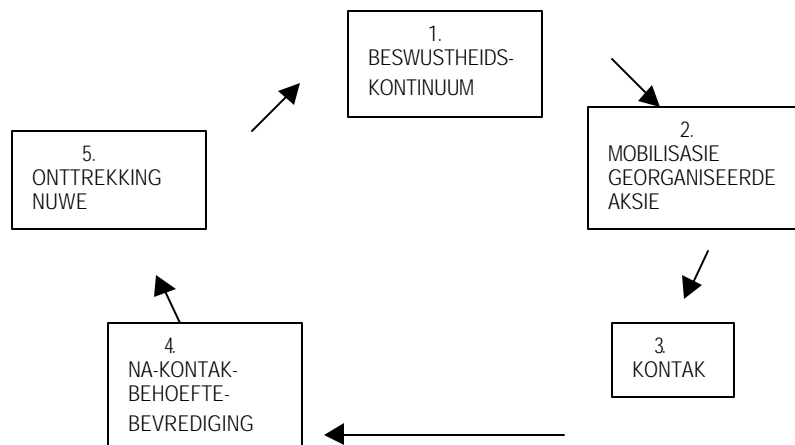 1.
BESWUSTHEIDS-
KONTINUUM
2.
MOBILISASIE
GEORGANISEERDE
AKSIE
3.
KONTAK
4.
NA-KONTAK-
BEHOEFTE-
BEVREDIGING
5.
ONTTREKKING
NUWE